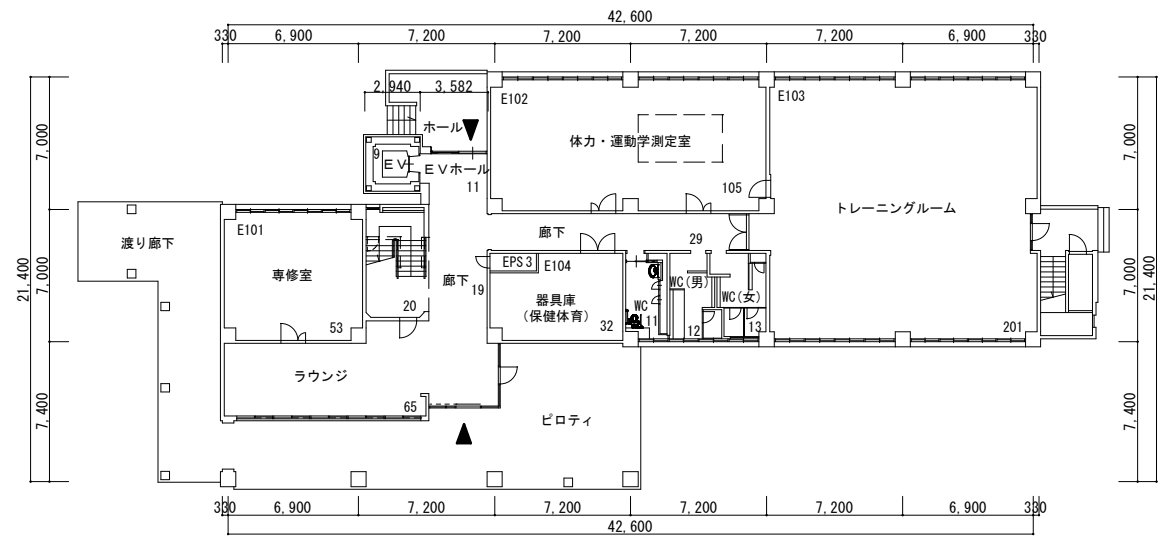 42,600
330 6,900 7,200 7,200 7,200 7,200 6,900 330
2,940 3,582
7,000
7,000
7,400
21,400
E102
体力・運動学測定室
105
E103
トレーニングルーム
201
ホール
9
EV
EVホール
11
渡り廊下
E101
専修室
53
20
廊下
19
廊下
29
EPS 3
E104
器具庫
(保健体育)
32
WC
11
WC(男)
12
WC(女)
13
ラウンジ
65
ピロティ
7,000
7,000
7,400
21,400
330 6,900 7,200 7,200 7,200 7,200 6,900 330
42,600